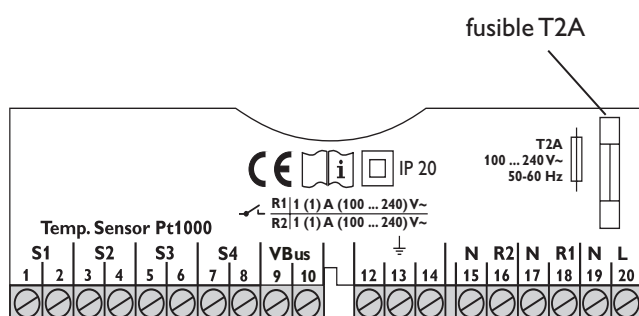 fusible T2A
T2A
100 ... 240 V~
50-60 Hz
CE i IP 20
R1 1 (1) A (100 ... 240) V~
R2 1 (1) A (100 ... 240) V~
Temp. Sensor Pt1000
S1 S2 S3 S4 VBus N R2 N R1 N L
1 2 3 4 5 6 7 8 9 10 12 13 14 15 16 17 18 19 20